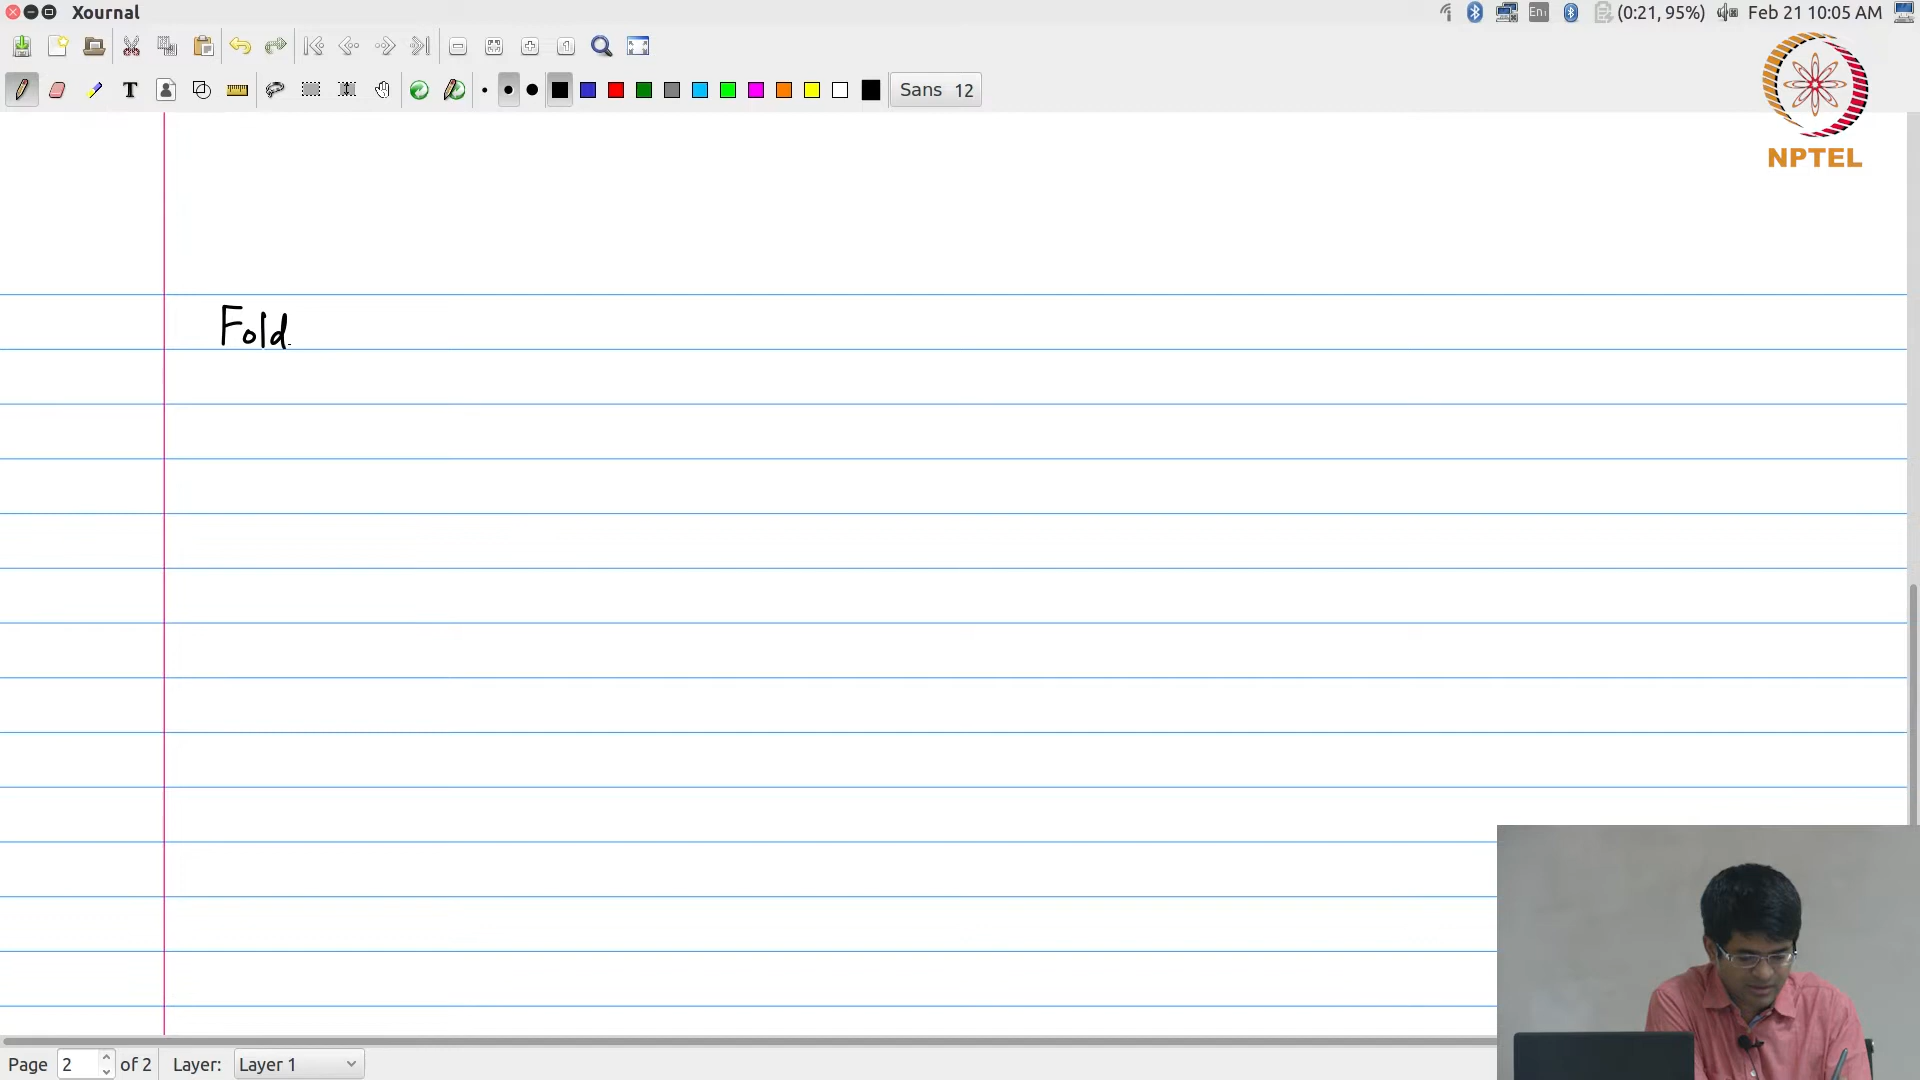 Xournal
(0:21, 95%) Feb 21 10:05 AM
Sans 12
NPTEL
Fold
Page 2 of 2 Layer: Layer 1